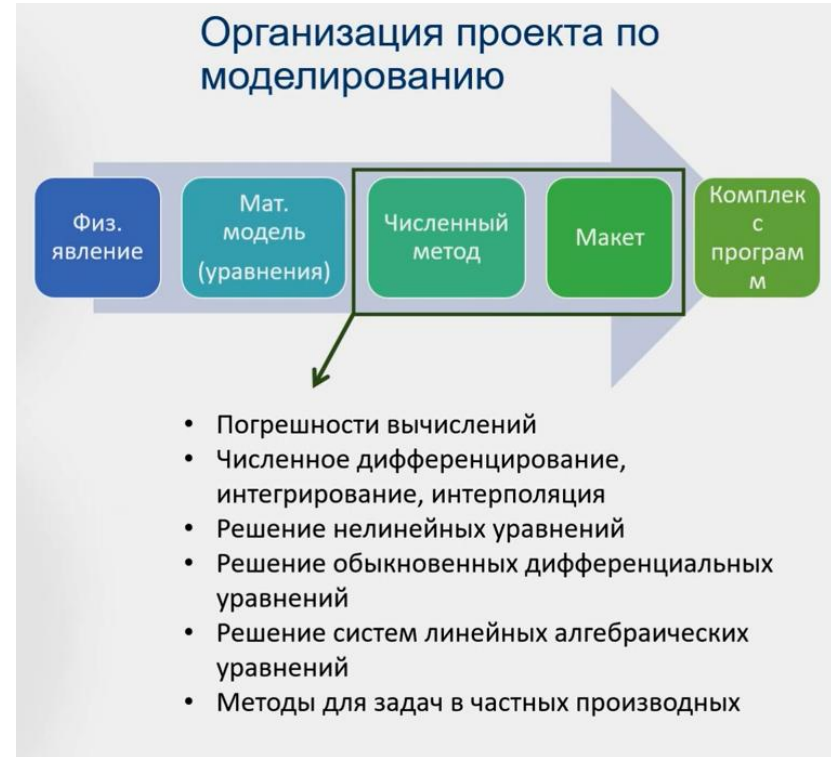 Организация проекта по
моделированию
Физ.
явление
Мат.
модель
(уравнения)
Численный
метод
Макет
Комплек
с
програм
м
• Погрешности вычислений
• Численное дифференцирование,
интегрирование, интерполяция
• Решение нелинейных уравнений
• Решение обыкновенных дифференциальных
уравнений
• Решение систем линейных алгебраических
уравнений
• Методы для задач в частных производных